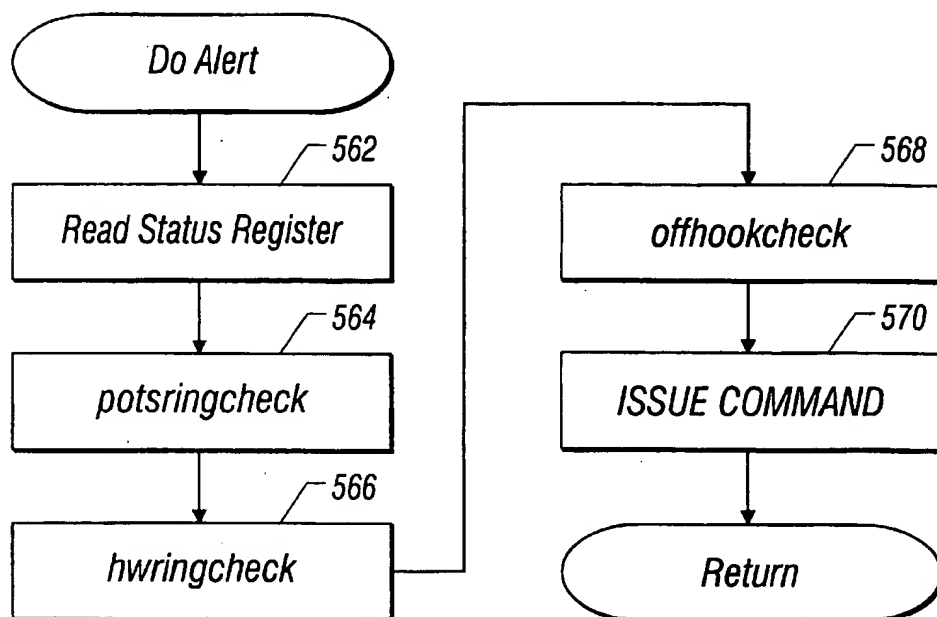 Do Alert
562
Read Status Register
564
potsringcheck
566
hwringcheck
568
offhookcheck
570
ISSUE COMMAND
Return